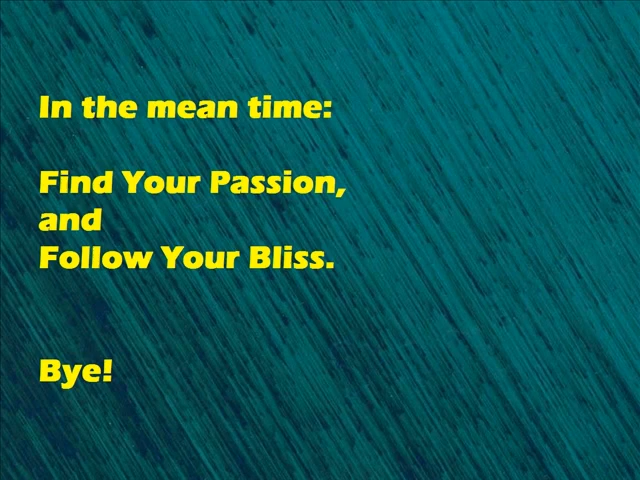 In the mean time:
Find Your Passion,
and
Follow Your Bliss.
Bye!